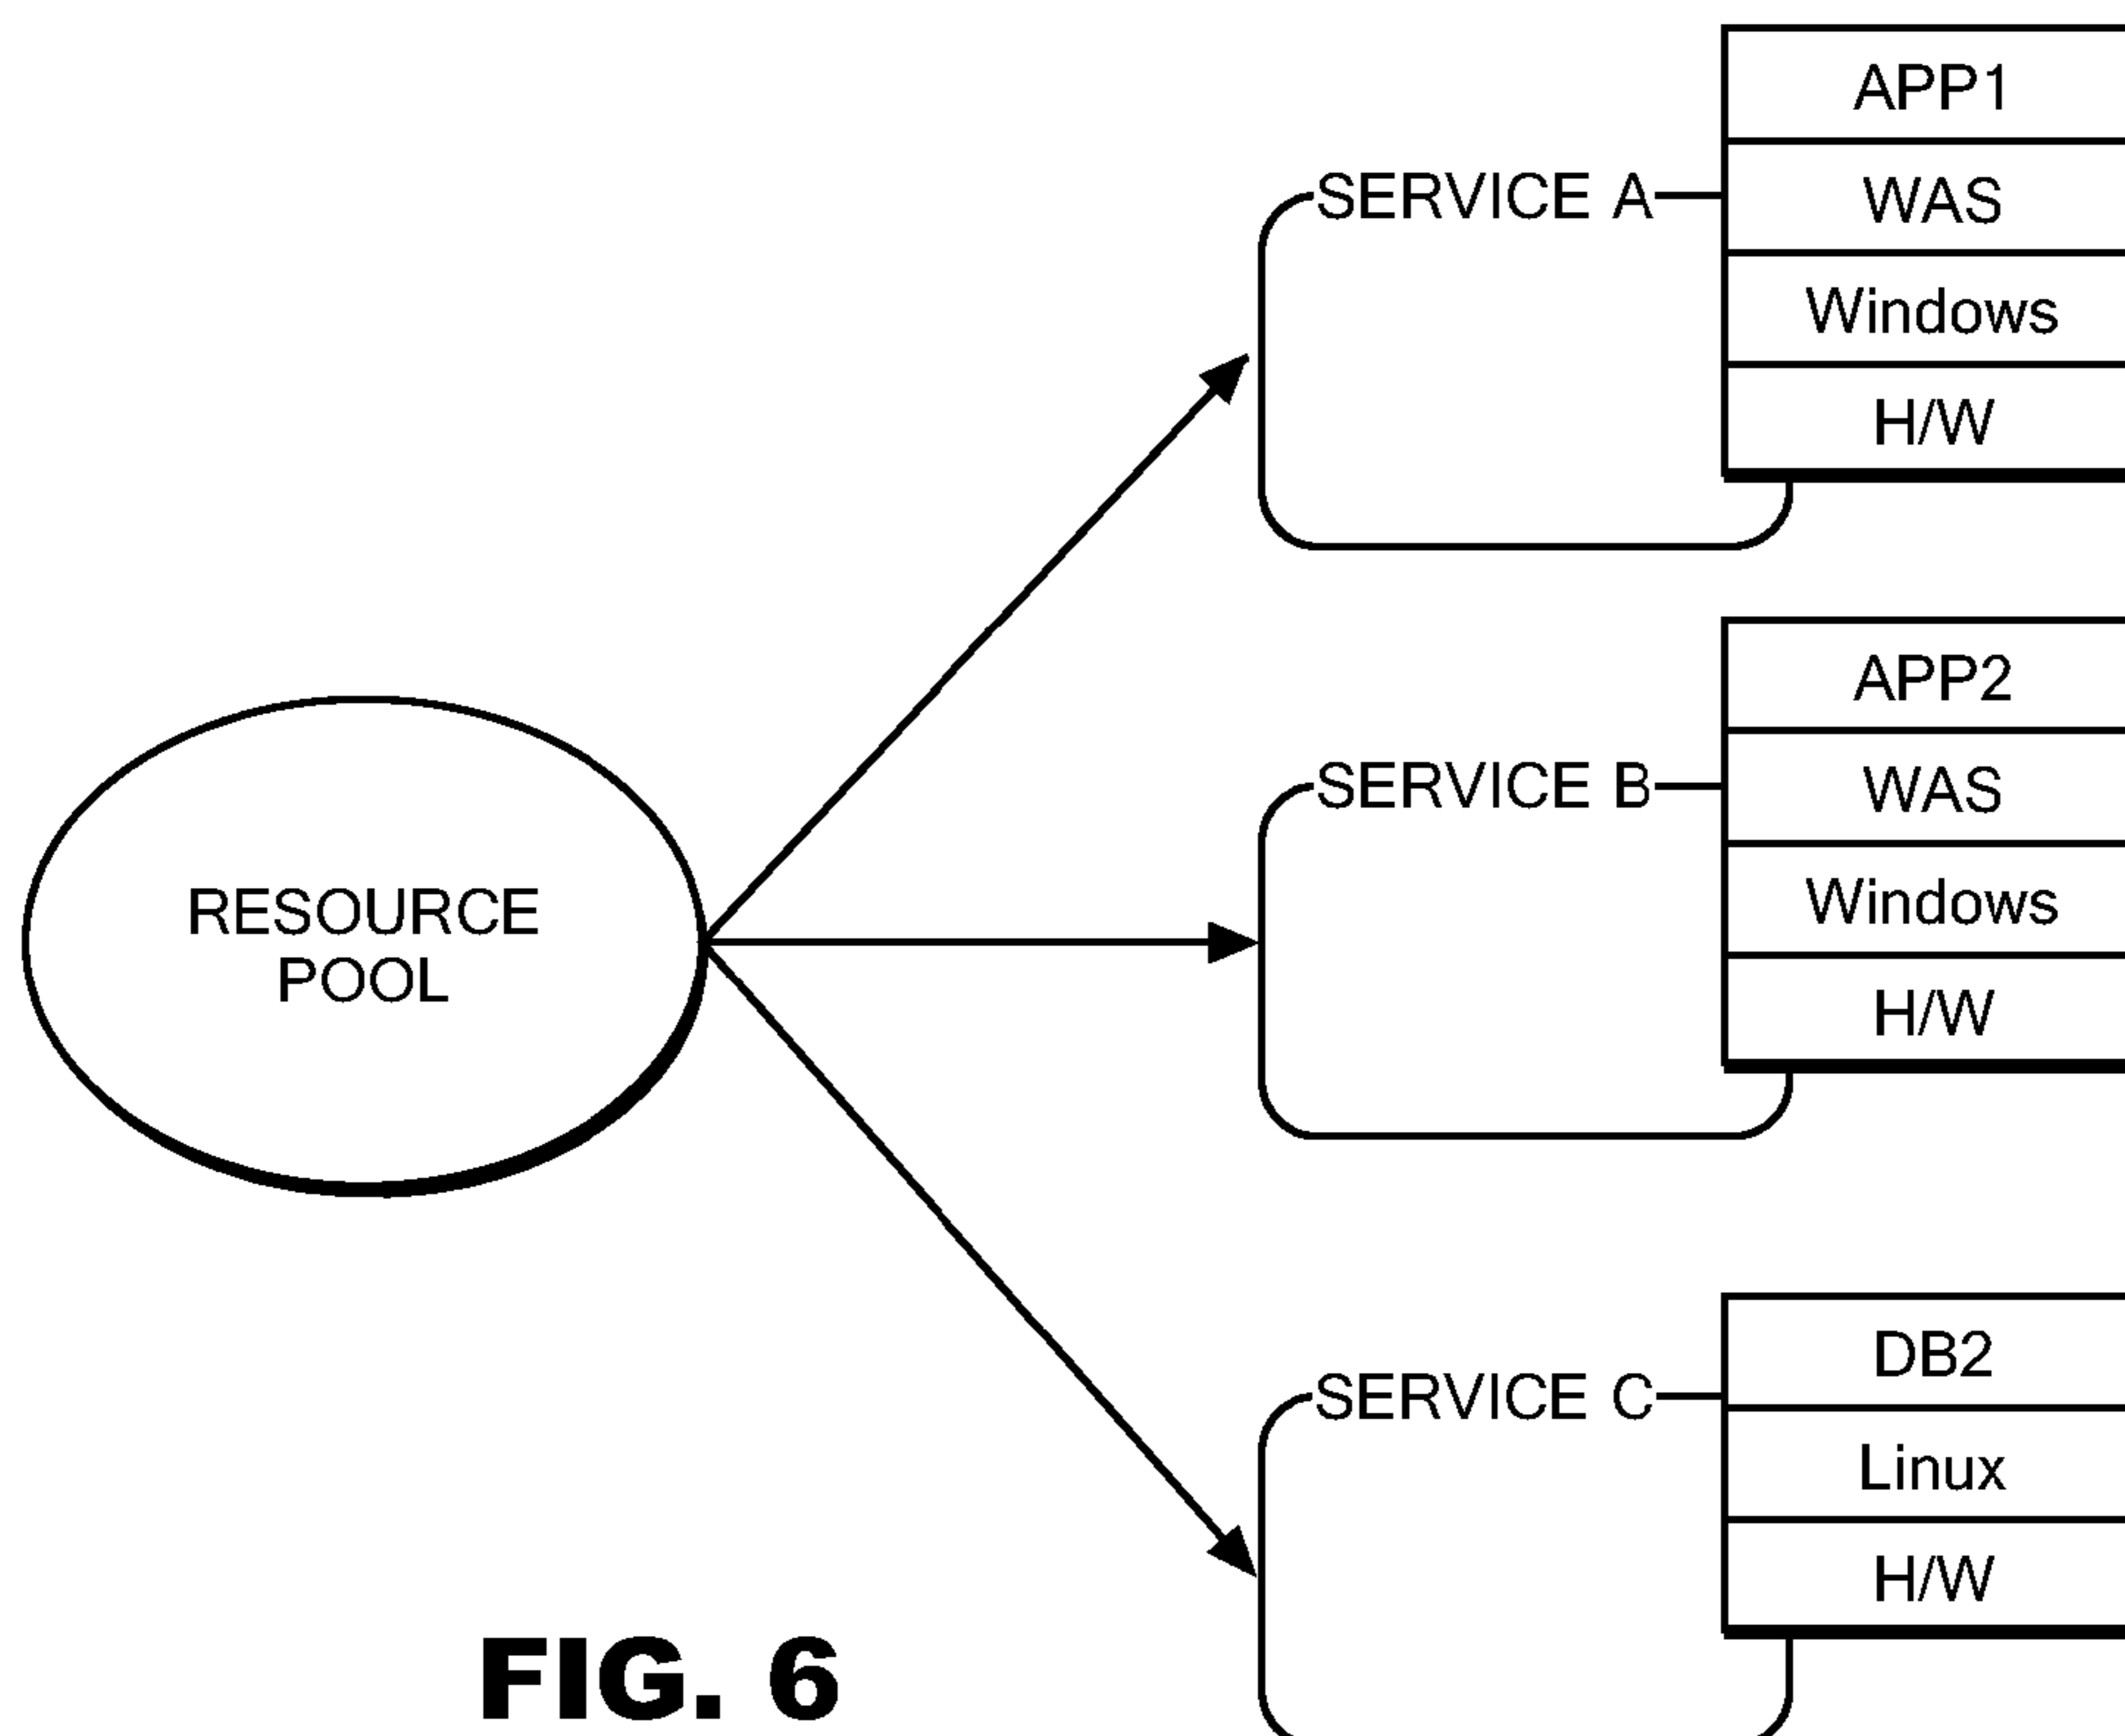 APP1
SERVICE A
WAS
Windows
H/W
APP2
SERVICE B
WAS
Windows
H/W
RESOURCE
POOL
DB2
SERVICE C
Linux
H/W
FIG. 6